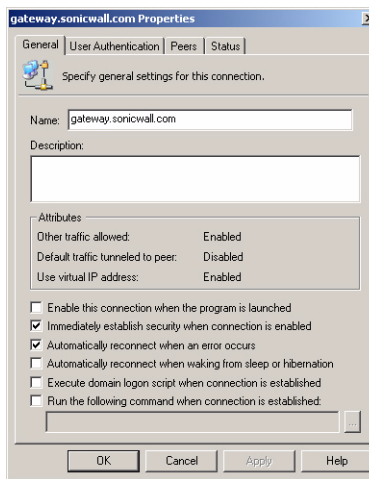 gateway.sonicwall.com Properties
General User Authentication Peers Status
Specify general settings for this connection.
Name: gateway.sonicwall.com
Description:
Attributes
Other traffic allowed: Enabled
Default traffic tunneled to peer: Disabled
Use virtual IP address: Enabled
Enable this connection when the program is launched
Immediately establish security when connection is enabled
Automatically reconnect when an error occurs
Automatically reconnect when waking from sleep or hibernation
Execute domain logon script when connection is established
Run the following command when connection is established:
...
OK Cancel Apply Help